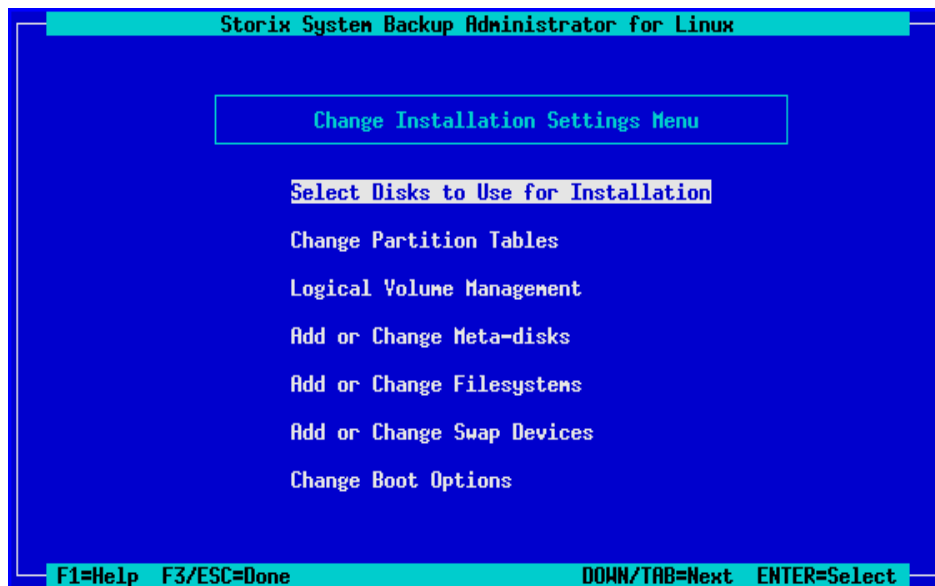 Storix System Backup Administrator for Linux
Change Installation Settings Menu
Select Disks to Use for Installation
Change Partition Tables
Logical Volume Management
Add or Change Meta-disks
Add or Change Filesystems
Add or Change Swap Devices
Change Boot Options
F1=Help F3/ESC=Done DOWN/TAB=Next ENTER=Select